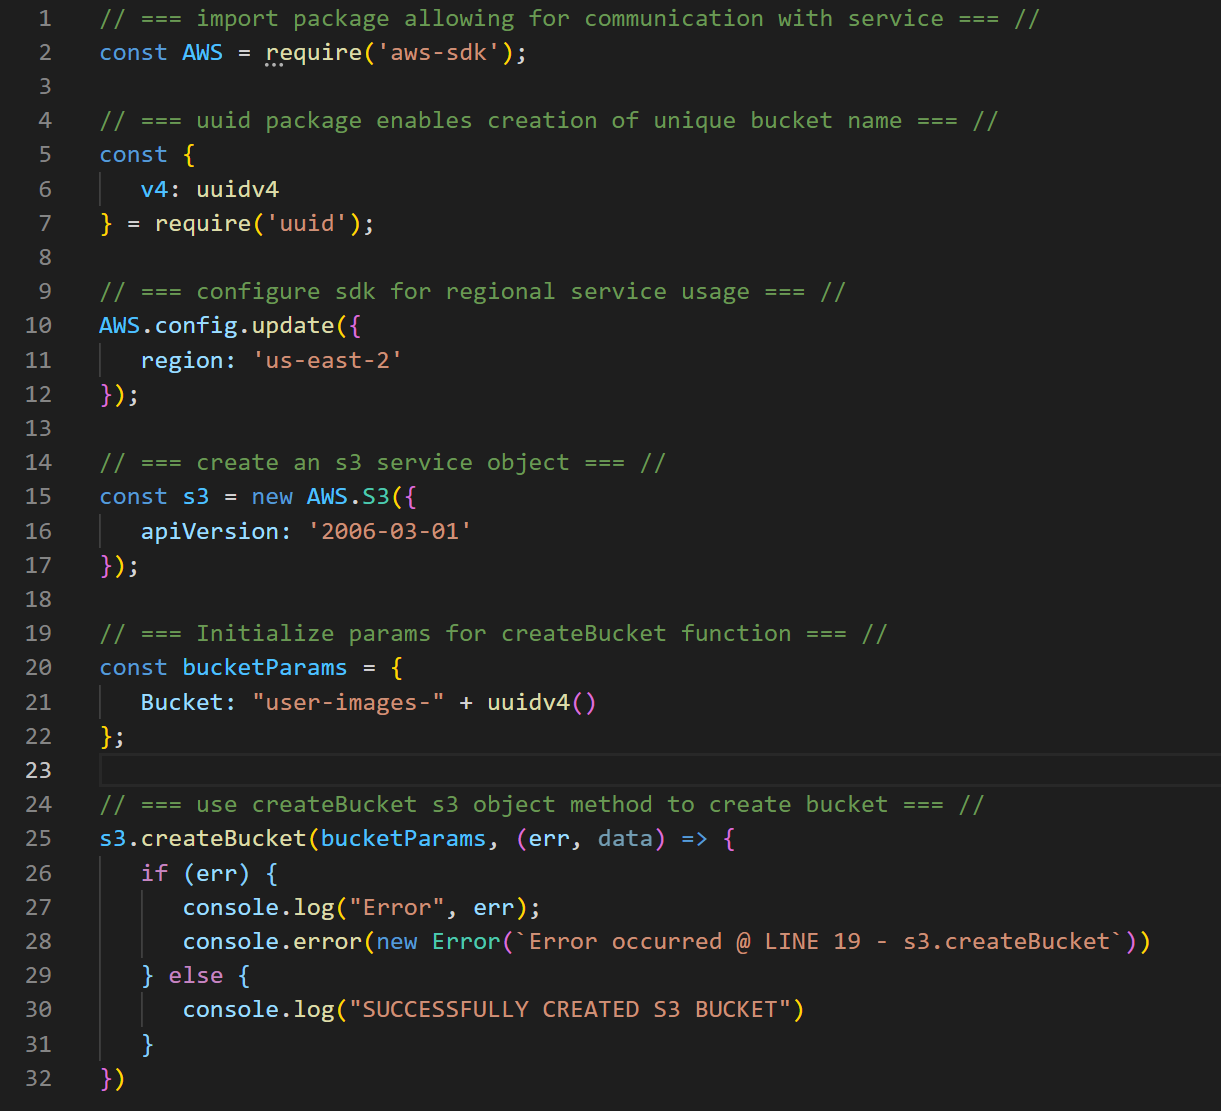 1 // === import package allowing for communication with service === //
2 const AWS = require('aws-sdk');
3
4 // === uuid package enables creation of unique bucket name === //
5 const {
6 v4: uuidv4
7 } = require('uuid');
8
9 // === configure sdk for regional service usage === //
10 AWS.config.update({
11 region: 'us-east-2'
12 });
13
14 // === create an s3 service object === //
15 const s3 = new AWS.S3({
16 apiVersion: '2006-03-01'
17 });
18
19 // === Initialize params for createBucket function === //
20 const bucketParams = {
21 Bucket: "user-images-" + uuidv4()
22 };
23
24 // === use createBucket s3 object method to create bucket === //
25 s3.createBucket(bucketParams, (err, data) => {
26 if (err) {
27 console.log("Error", err);
28 console.error(new Error(`Error occurred @ LINE 19 - s3.createBucket`))
29 } else {
30 console.log("SUCCESSFULLY CREATED S3 BUCKET")
31 }
32 })